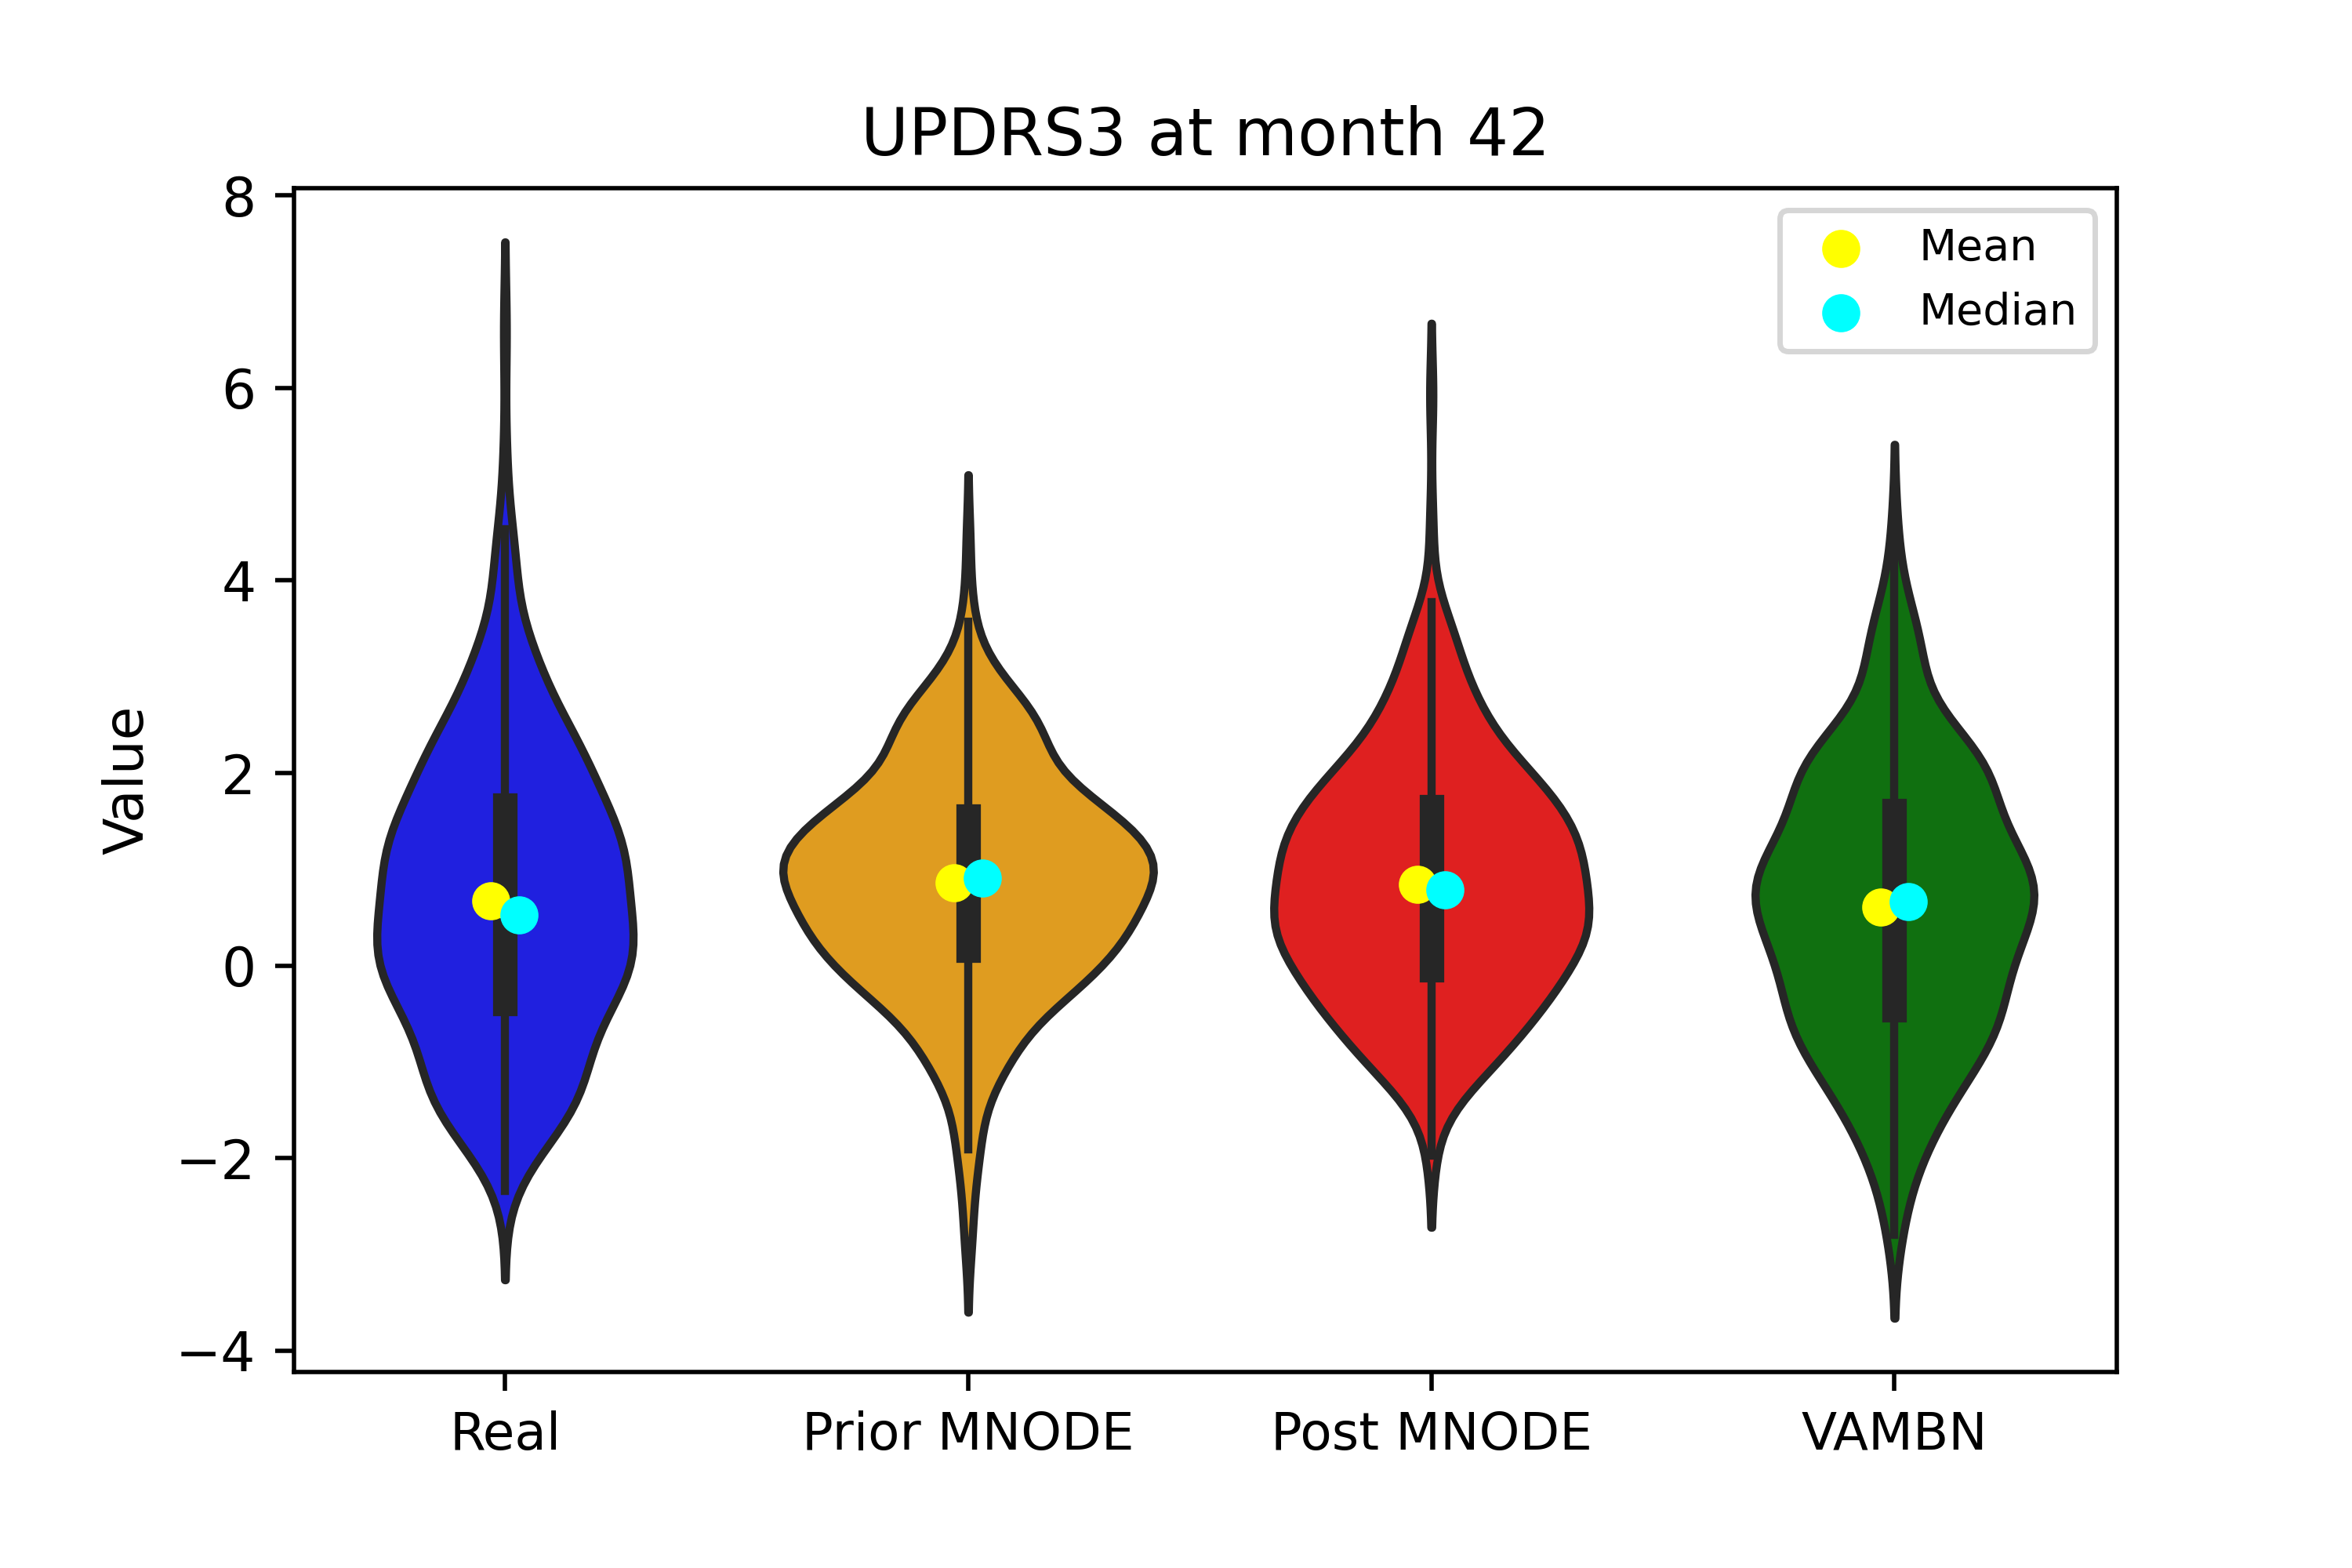 UPDRS3 at month 42
8
6
4
2
0
−2
−4
Value
Mean
Median
Real
Prior MNODE
Post MNODE
VAMBN